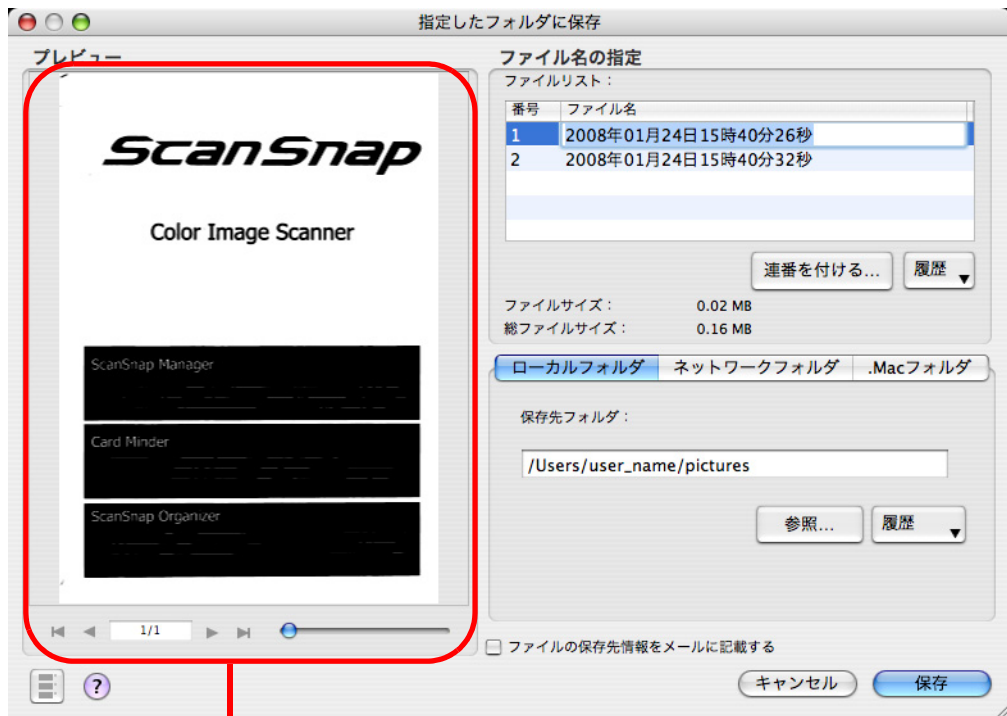 指定したフォルダに保存
プレビュー
ScanSnap
Color Image Scanner
ScanSnap Manager
Card Minder
ScanSnap Organizer
1/1
?
ファイル名の指定
ファイルリスト：
番号 ファイル名
1 2008年01月24日15時40分26秒
2 2008年01月24日15時40分32秒
連番を付ける... 履歴
ファイルサイズ： 0.02 MB
総ファイルサイズ： 0.16 MB
ローカルフォルダ ネットワークフォルダ .Macフォルダ
保存先フォルダ：
/Users/user_name/pictures
参照... 履歴
ファイルの保存先情報をメールに記載する
キャンセル 保存